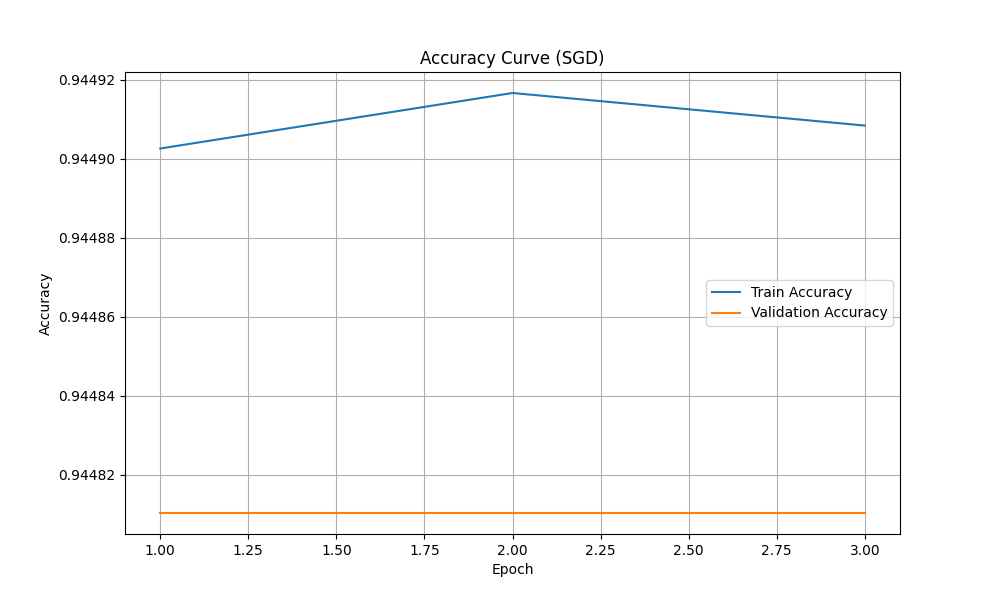 Accuracy Curve (SGD)
0.94492
0.94490
0.94488
0.94486
0.94484
0.94482
Accuracy
Train Accuracy
Validation Accuracy
1.00 1.25 1.50 1.75 2.00 2.25 2.50 2.75 3.00
Epoch